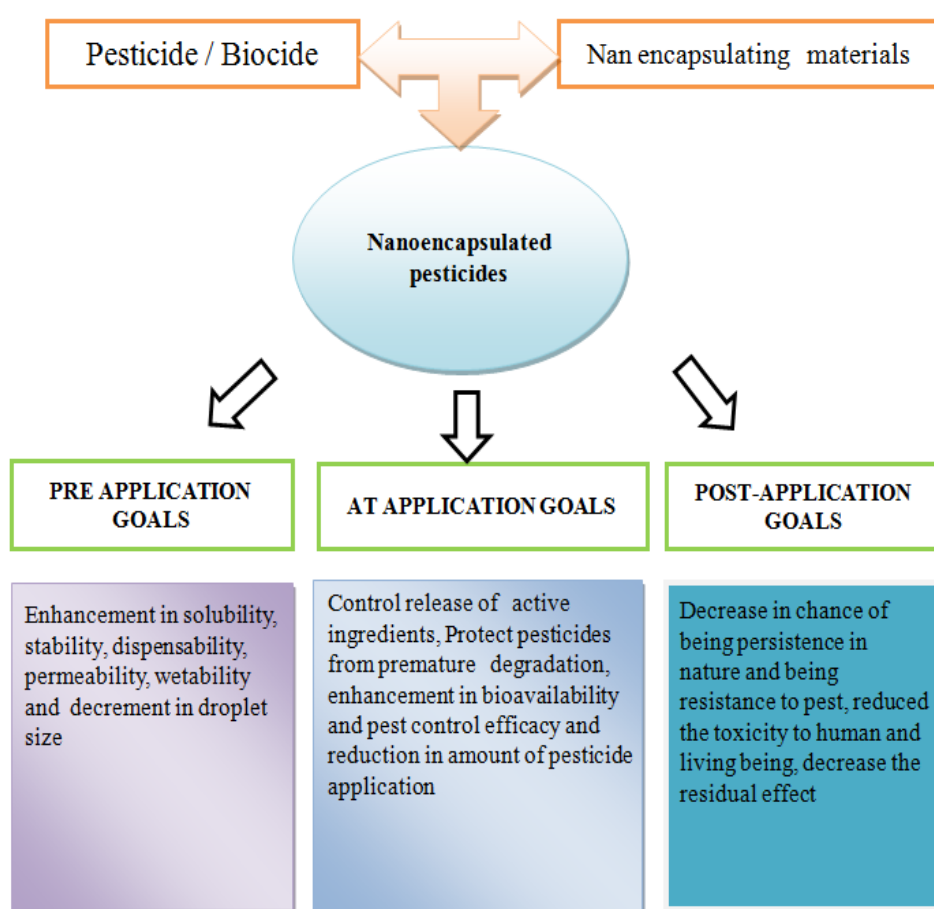 Pesticide / Biocide
Nan encapsulating materials
Nanoencapsulated
pesticides
PRE APPLICATION
GOALS
AT APPLICATION GOALS
POST-APPLICATION
GOALS
Enhancement in solubility,
stability, dispensability,
permeability, wetability
and decrement in droplet
size
Control release of active
ingredients, Protect pesticides
from premature degradation,
enhancement in bioavailability
and pest control efficacy and
reduction in amount of pesticide
application
Decrease in chance of
being persistence in
nature and being
resistance to pest, reduced
the toxicity to human and
living being, decrease the
residual effect